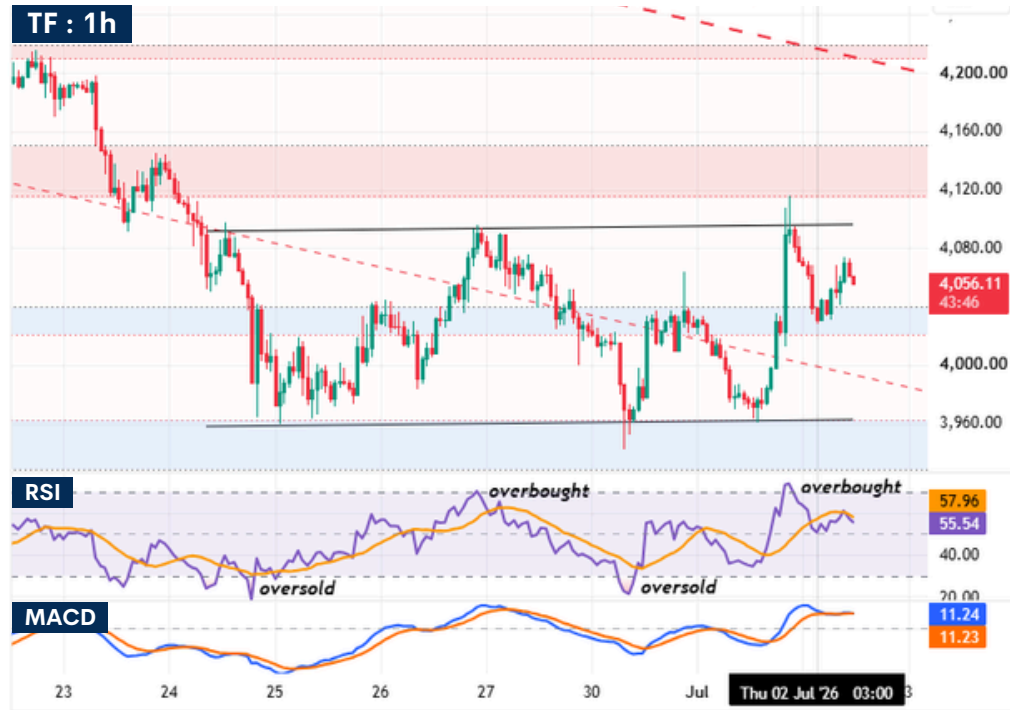 TF : 1h
4,200.00
4,160.00
4,120.00
4,080.00
4,056.11
43:46
4,000.00
3,960.00
RSI
overbought
overbought
oversold
oversold
57.96
55.54
40.00
20.00
MACD
11.24
11.23
23 24 25 26 27 30 Jul Thu 02 Jul '26 03:00 3